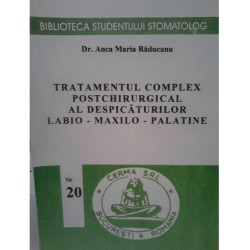 BIBLIOTECA STUDENTULUI STOMATOLOG
Dr. Anca Maria Răducanu
TRATAMENTUL COMPLEX
POSTCHIRURGICAL
AL DESPICĂTURILOR
LABIO - MAXILO - PALATINE
Nr.
20
CERMA SRL
BUCUREȘTI ROMANIA